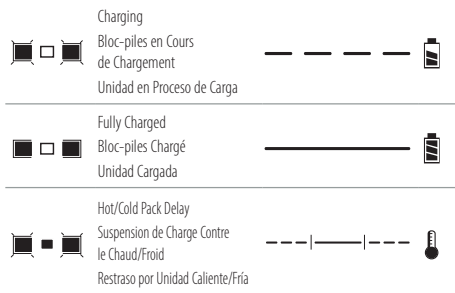 Charging
Bloc-piles en Cours
de Chargement
Unidad en Proceso de Carga
Fully Charged
Bloc-piles Chargé
Unidad Cargada
Hot/Cold Pack Delay
Suspension de Charge Contre
le Chaud/Froid
Restraso por Unidad Caliente/Fría